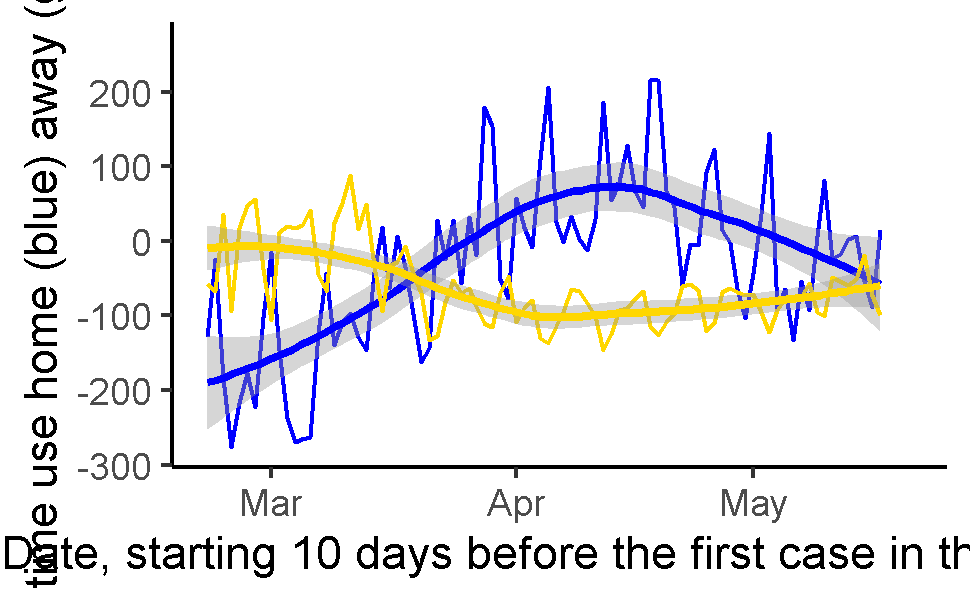 time use home (blue) away (
200
100
0
-100
-200
-300
Mar Apr May
Date, starting 10 days before the first case in th